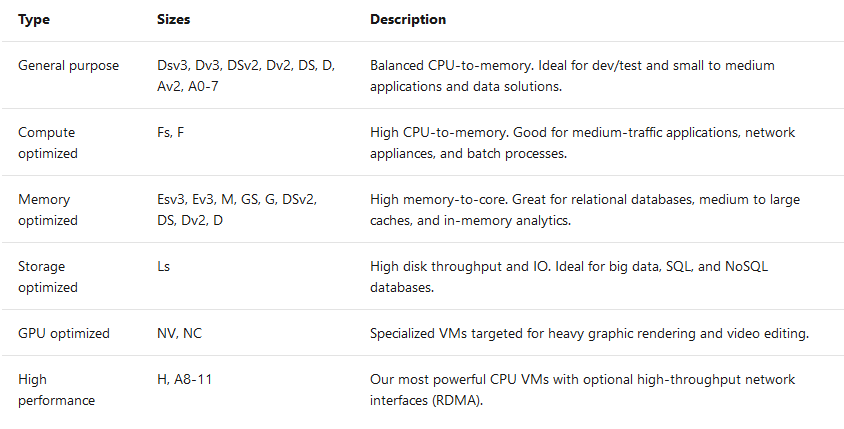 Type Sizes Description
General purpose Dsv3, Dv3, DSv2, Dv2, DS, D, Av2, A0-7 Balanced CPU-to-memory. Ideal for dev/test and small to medium applications and data solutions.
Compute optimized Fs, F High CPU-to-memory. Good for medium-traffic applications, network appliances, and batch processes.
Memory optimized Esv3, Ev3, M, GS, G, DSv2, DS, Dv2, D High memory-to-core. Great for relational databases, medium to large caches, and in-memory analytics.
Storage optimized Ls High disk throughput and IO. Ideal for big data, SQL, and NoSQL databases.
GPU optimized NV, NC Specialized VMs targeted for heavy graphic rendering and video editing.
High performance H, A8-11 Our most powerful CPU VMs with optional high-throughput network interfaces (RDMA).